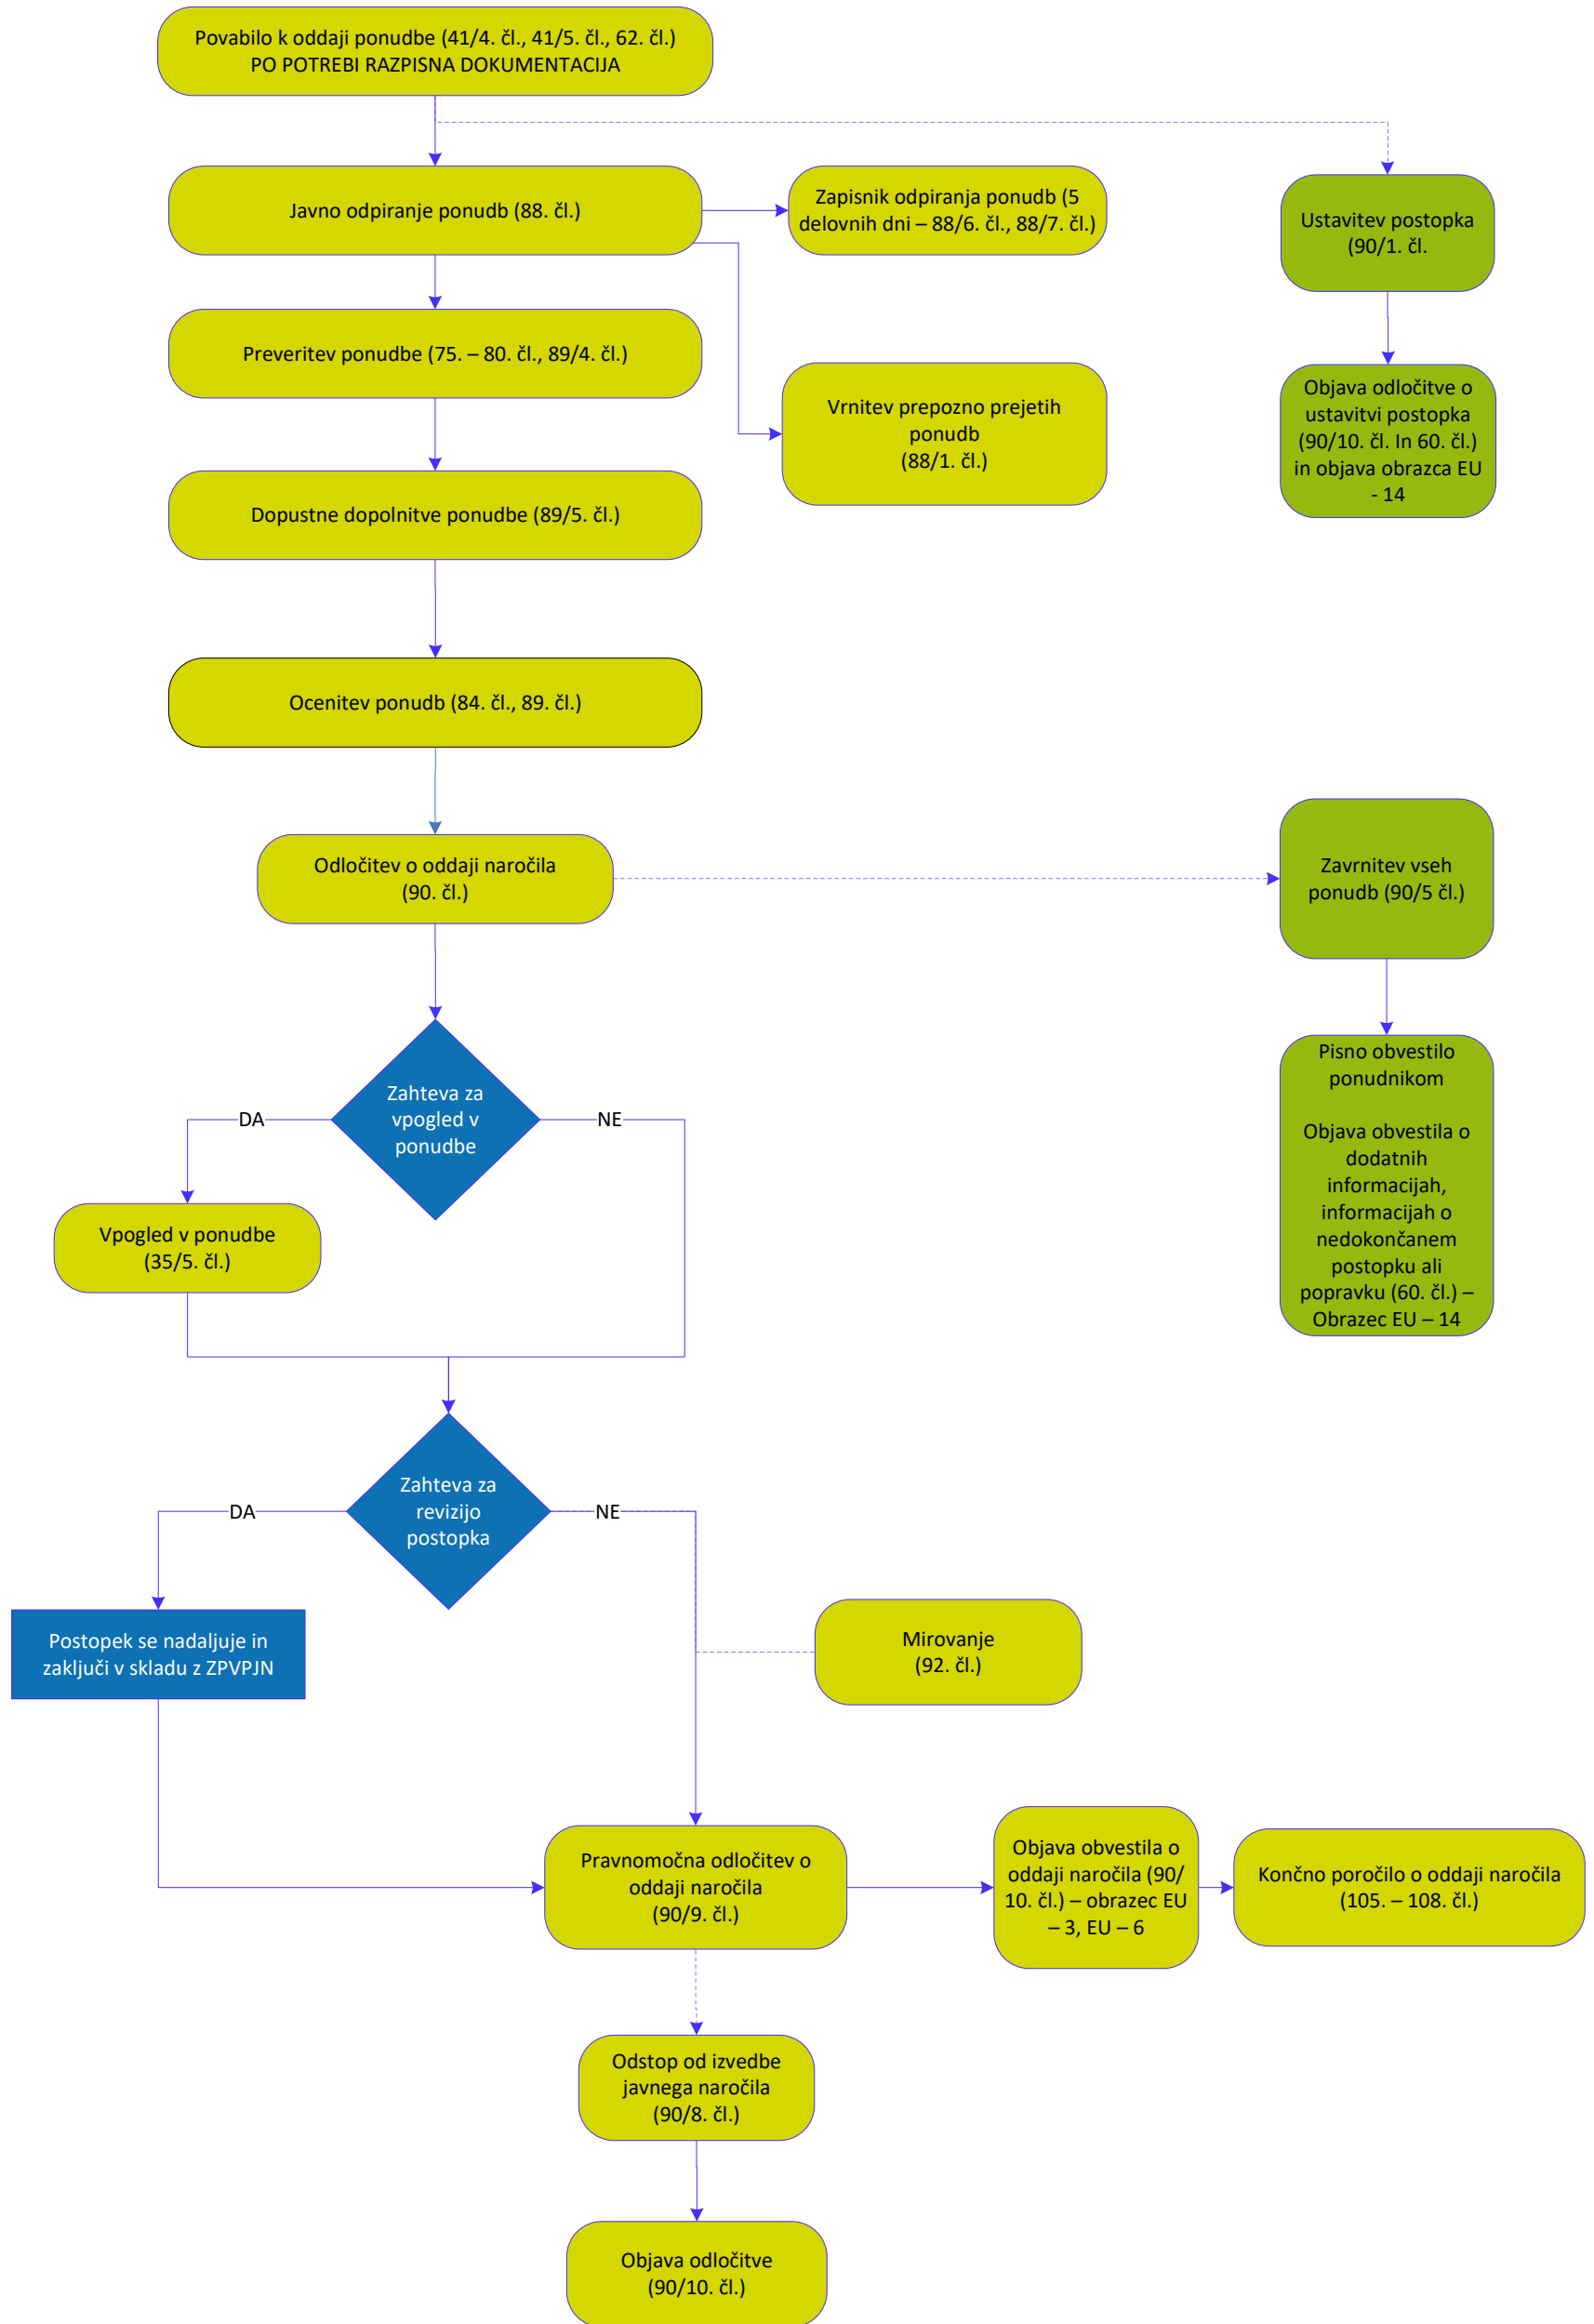 Povabilo k oddaji ponudbe (41/4. čl., 41/5. čl., 62. čl.)
PO POTREBI RAZPISNA DOKUMENTACIJA
Javno odpiranje ponudb (88. čl.)
Zapisnik odpiranja ponudb (5
delovnih dni – 88/6. čl., 88/7. čl.)
Ustavitev postopka
(90/1. čl.
Preveritev ponudbe (75. – 80. čl., 89/4. čl.)
Vrnitev prepozno prejetih
ponudb
(88/1. čl.)
Objava odločitve o
ustavitvi postopka
(90/10. čl. In 60. čl.)
in objava obrazca EU
- 14
Dopustne dopolnitve ponudbe (89/5. čl.)
Ocenitev ponudb (84. čl., 89. čl.)
Odločitev o oddaji naročila
(90. čl.)
Zavrnitev vseh
ponudb (90/5 čl.)
Pisno obvestilo
ponudnikom
Objava obvestila o
dodatnih
informacijah,
informacijah o
nedokončanem
postopku ali
popravku (60. čl.) –
Obrazec EU – 14
Zahteva za
vpogled v
ponudbe
DA
NE
Vpogled v ponudbe
(35/5. čl.)
Zahteva za
revizijo
postopka
DA
NE
Postopek se nadaljuje in
zaključi v skladu z ZPVPJN
Mirovanje
(92. čl.)
Pravnomočna odločitev o
oddaji naročila
(90/9. čl.)
Objava obvestila o
oddaji naročila (90/
10. čl.) – obrazec EU
– 3, EU – 6
Končno poročilo o oddaji naročila
(105. – 108. čl.)
Odstop od izvedbe
javnega naročila
(90/8. čl.)
Objava odločitve
(90/10. čl.)